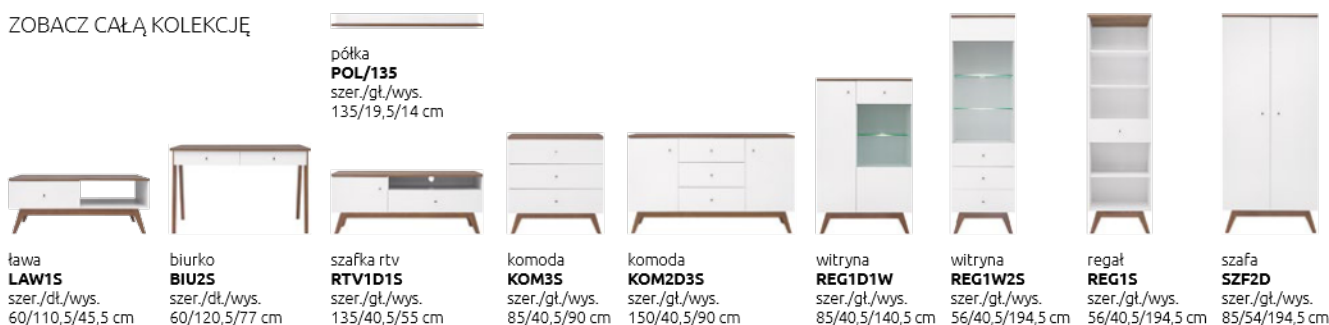 ZOBACZ CAŁĄ KOLEKCJĘ
półka
POL/135
szer./gł./wys.
135/19,5/14 cm
ława
LAW1S
szer./dł./wys.
60/110,5/45,5 cm
biurko
BIU2S
szer./dł./wys.
60/120,5/77 cm
szafka rtv
RTV1D1S
szer./gł./wys.
135/40,5/55 cm
komoda
KOM3S
szer./gł./wys.
85/40,5/90 cm
komoda
KOM2D3S
szer./gł./wys.
150/40,5/90 cm
witryna
REG1D1W
szer./gł./wys.
85/40,5/140,5 cm
witryna
REG1W2S
szer./gł./wys.
56/40,5/194,5 cm
regał
REG1S
szer./gł./wys.
56/40,5/194,5 cm
szafa
SZF2D
szer./gł./wys.
85/54/194,5 cm